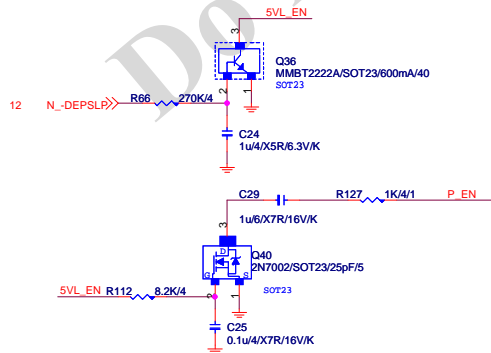 5VL_EN
3
Q36
MMBT2222A/SOT23/600mA/40
SOT23
2
1
12 N_-DEPSLP R66 270K/4
C24
1u/4/X5R/6.3V/K
C29 R127 1K/4/1 P_EN
1u/6/X7R/16V/K
3
D
Q40
2N7002/SOT23/25pF/5
G S
SOT23
5VL_EN R112 8.2K/4
2
1
C25
0.1u/4/X7R/16V/K
Do